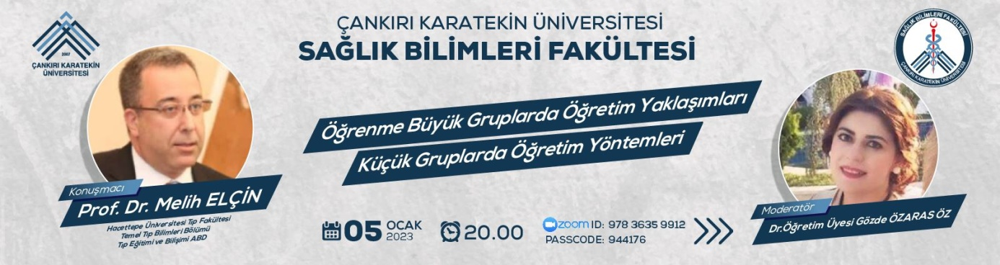 ÇANKIRI KARATEKİN ÜNİVERSİTESİ
SAĞLIK BİLİMLERİ FAKÜLTESİ
2007
ÇANKIRI KARATEKİN
ÜNİVERSİTESİ
SAĞLIK BİLİMLERİ FAKÜLTESİ
ÇANKIRI KARATEKİN ÜNİVERSİTESİ
Öğrenme Büyük Gruplarda Öğretim Yaklaşımları
Küçük Gruplarda Öğretim Yöntemleri
Konuşmacı
Prof. Dr. Melih ELÇİN
Hacettepe Üniversitesi Tıp Fakültesi
Temel Tıp Bilimleri Bölümü
Tıp Eğitimi ve Bilişimi ABD
05 OCAK
2023
20.00
zoom ID: 978 3635 9912
PASSCODE: 944176
Moderatör
Dr.Öğretim Üyesi Gözde ÖZARAS ÖZ